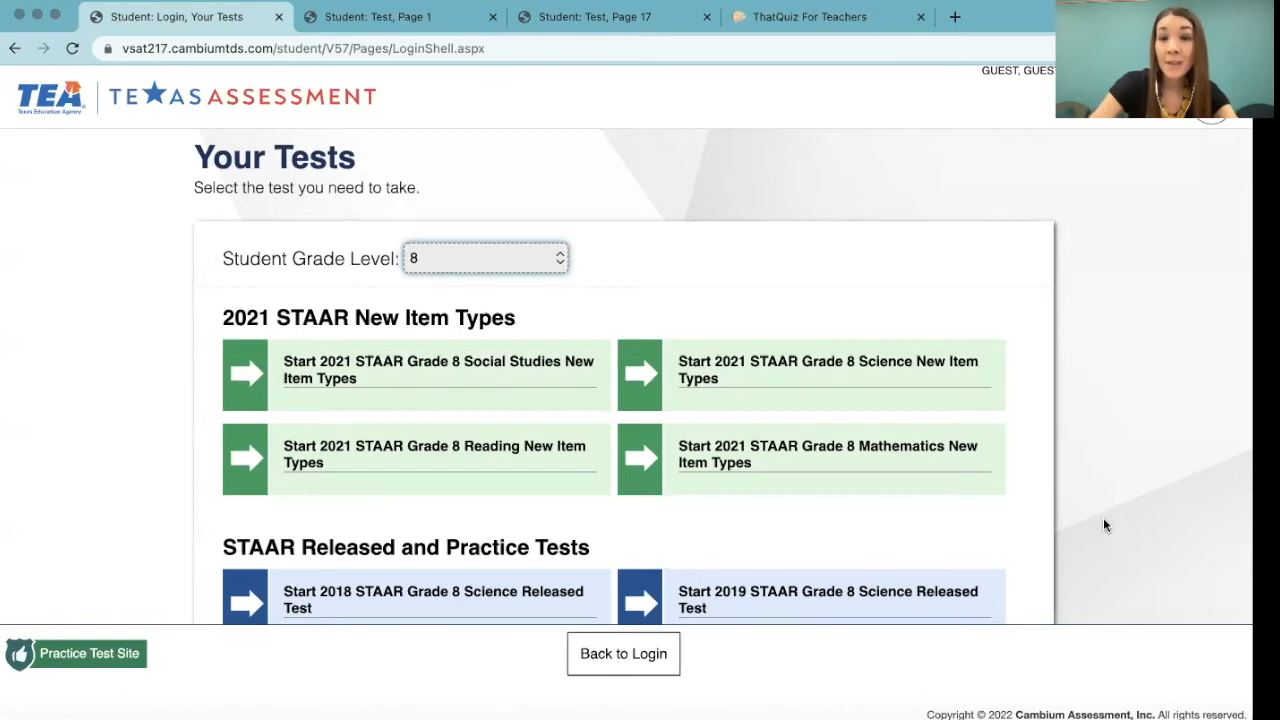 Student: Login, Your Tests
Student: Test, Page 1
Student: Test, Page 17
ThatQuiz For Teachers
vsat217.cambiumtds.com/student/V57/Pages/LoginShell.aspx
GUEST,
TEA
Texas Education Agency
TEXAS ASSESSMENT
Your Tests
Select the test you need to take.
Student Grade Level: 8
2021 STAAR New Item Types
Start 2021 STAAR Grade 8 Social Studies New
Item Types
Start 2021 STAAR Grade 8 Science New Item
Types
Start 2021 STAAR Grade 8 Reading New Item
Types
Start 2021 STAAR Grade 8 Mathematics New
Item Types
STAAR Released and Practice Tests
Start 2018 STAAR Grade 8 Science Released
Test
Start 2019 STAAR Grade 8 Science Released
Test
Practice Test Site
Back to Login
Copyright © 2022 Cambium Assessment, Inc. All rights reserved.